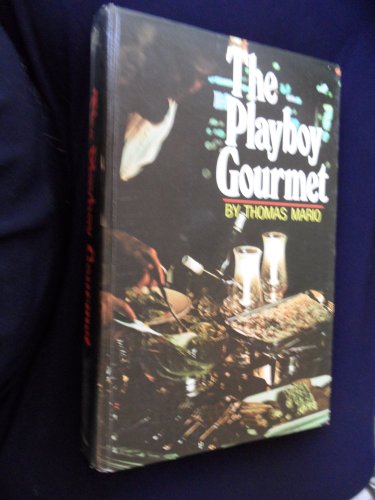 The
Playboy
Gourmet
BY THOMAS MARIO
The Playboy Gourmet